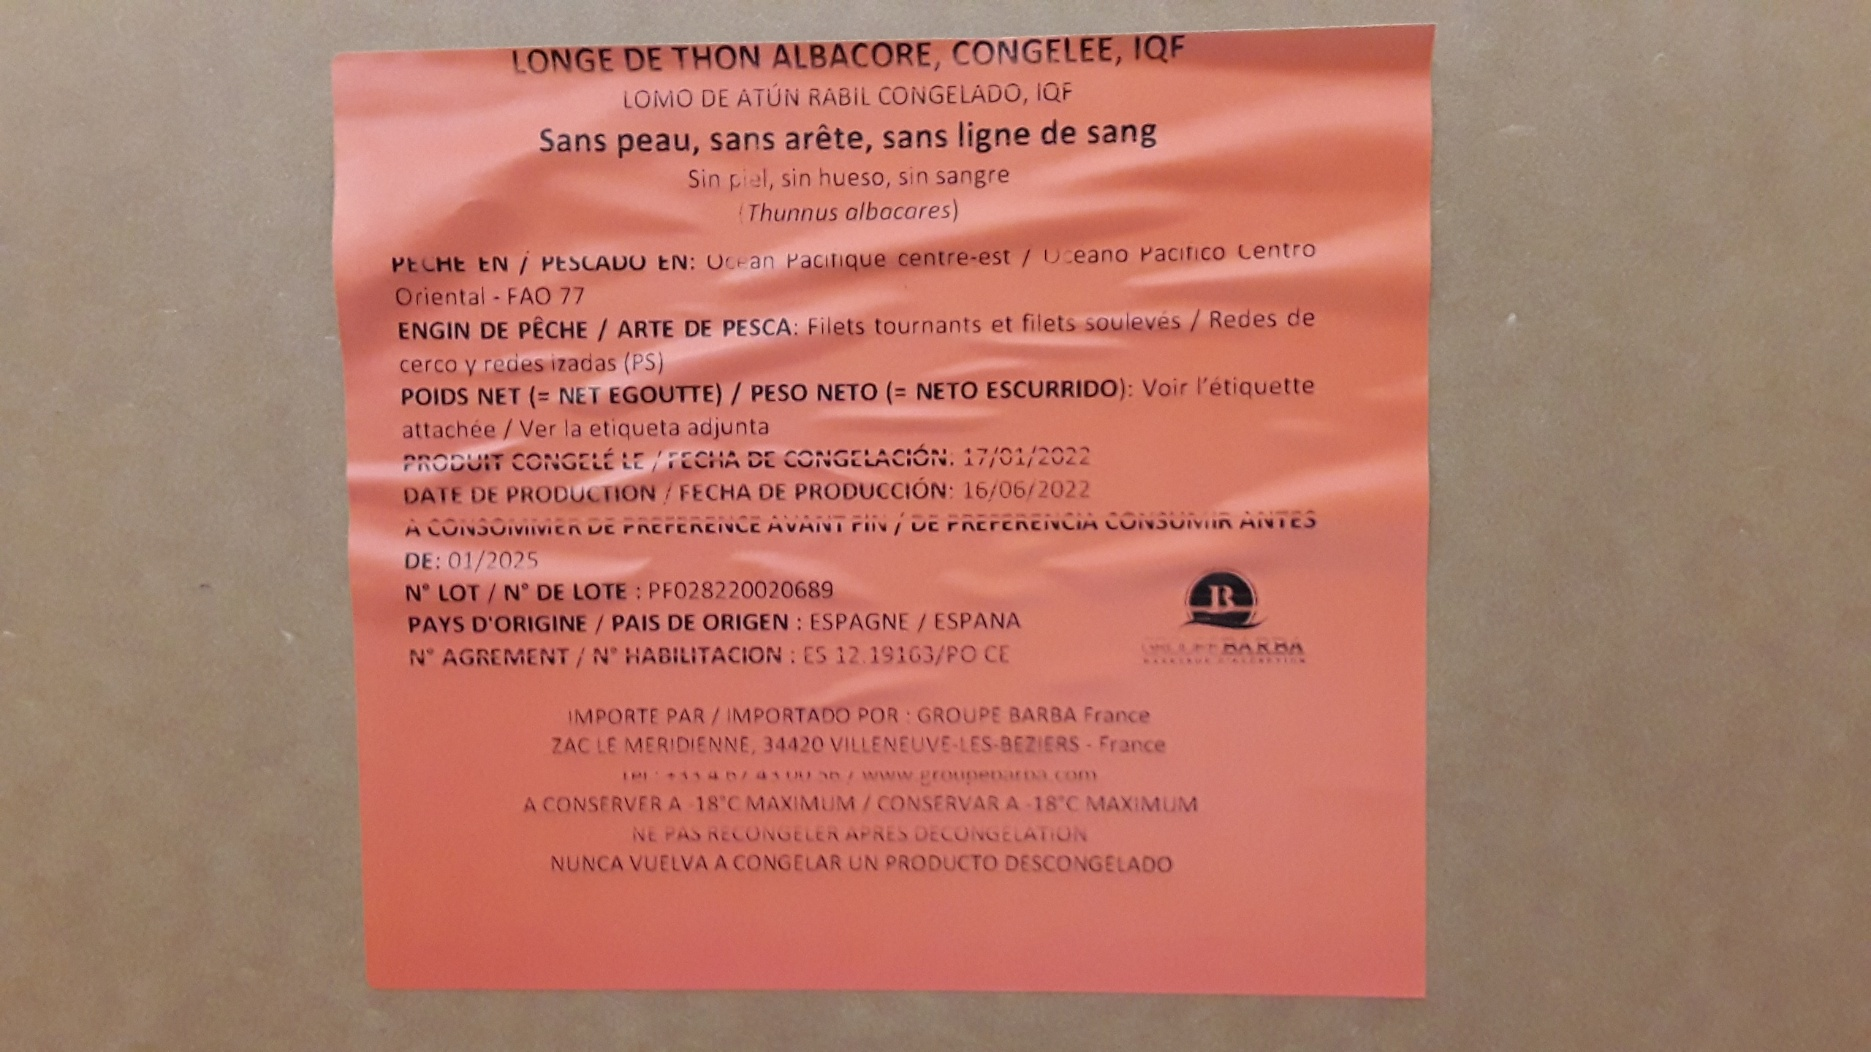 LONGE DE THON ALBACORE, CONGELEE, IQF
LOMO DE ATÚN RABIL CONGELADO, IQF
Sans peau, sans arête, sans ligne de sang
Sin piel, sin hueso, sin sangre
(Thunnus albacares)
PECHE EN / PESCADO EN: Ocean Pacifique centre-est / Oceano Pacifico Centro
Oriental - FAO 77
ENGIN DE PÊCHE / ARTE DE PESCA: Filets tournants et filets soulevés / Redes de
cerco y redes izadas (PS)
POIDS NET (= NET EGOUTTE) / PESO NETO (= NETO ESCURRIDO): Voir l'étiquette
attachée / Ver la etiqueta adjunta
PRODUIT CONGELÉ LE / FECHA DE CONGELACIÓN: 17/01/2022
DATE DE PRODUCTION / FECHA DE PRODUCCIÓN: 16/06/2022
A CONSOMMER DE PREFERENCE AVANT FIN / DE PREFERENCIA CONSUMIR ANTES
DE: 01/2025
N° LOT / N° DE LOTE : PF028220020689
PAYS D'ORIGINE / PAIS DE ORIGEN : ESPAGNE / ESPANA
N° AGREMENT / N° HABILITACION : ES 12.19163/PO CE
B
GROUPE BARBA
IMPORTE PAR / IMPORTADO POR : GROUPE BARBA France
ZAC LE MERIDIENNE, 34420 VILLENEUVE-LES-BEZIERS - France
Tel : +33 4 67 43 00 56 / www.groupebarba.com
A CONSERVER A -18°C MAXIMUM / CONSERVAR A -18°C MAXIMUM
NE PAS RECONGELER APRES DECONGELATION
NUNCA VUELVA A CONGELAR UN PRODUCTO DESCONGELADO